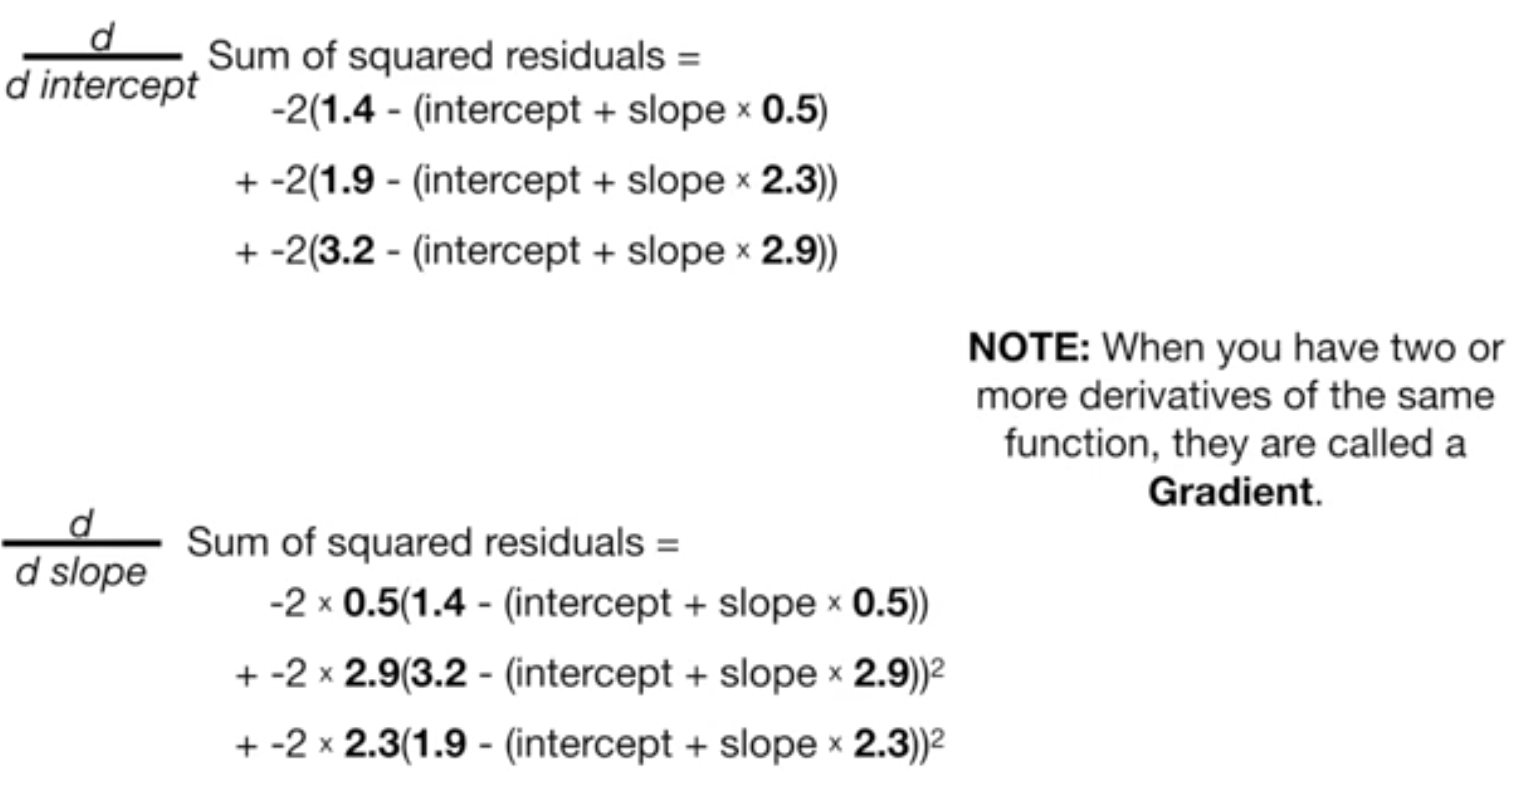 d
d intercept
Sum of squared residuals =
-2(1.4 - (intercept + slope × 0.5)
+ -2(1.9 - (intercept + slope × 2.3))
+ -2(3.2 - (intercept + slope × 2.9))
NOTE: When you have two or
more derivatives of the same
function, they are called a
Gradient.
d
d slope
Sum of squared residuals =
-2 × 0.5(1.4 - (intercept + slope × 0.5))
+ -2 × 2.9(3.2 - (intercept + slope × 2.9))²
+ -2 × 2.3(1.9 - (intercept + slope × 2.3))²